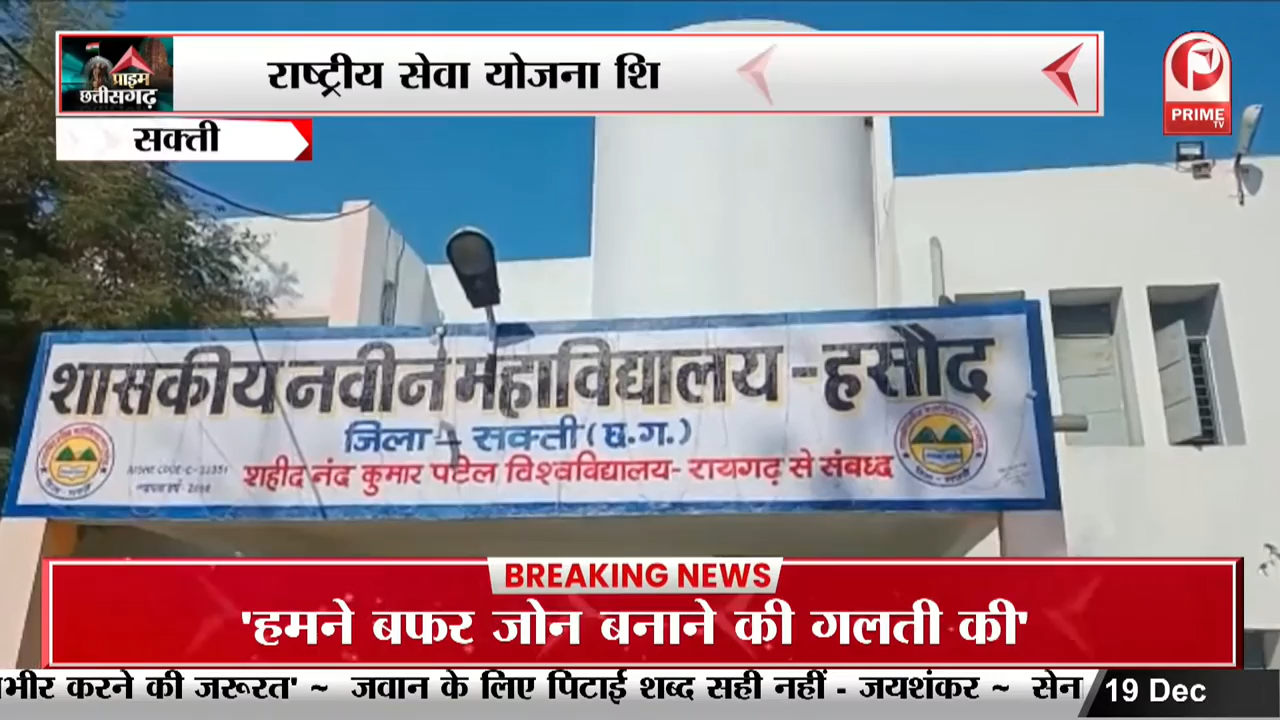 प्राइम
छत्तीसगढ़
राष्ट्रीय सेवा योजना शि
PRIME
TV
सक्ती
शासकीय नवीन महाविद्यालय - हसौद
जिला - सक्ती (छ.ग.)
शहीद नंद कुमार पटेल विश्वविद्यालय - रायगढ़ से संबध्द
BREAKING NEWS
'हमने बफर जोन बनाने की गलती की'
भीर करने की जरूरत' ~ जवान के लिए पिटाई शब्द सही नहीं - जयशंकर ~ सेन
19 Dec